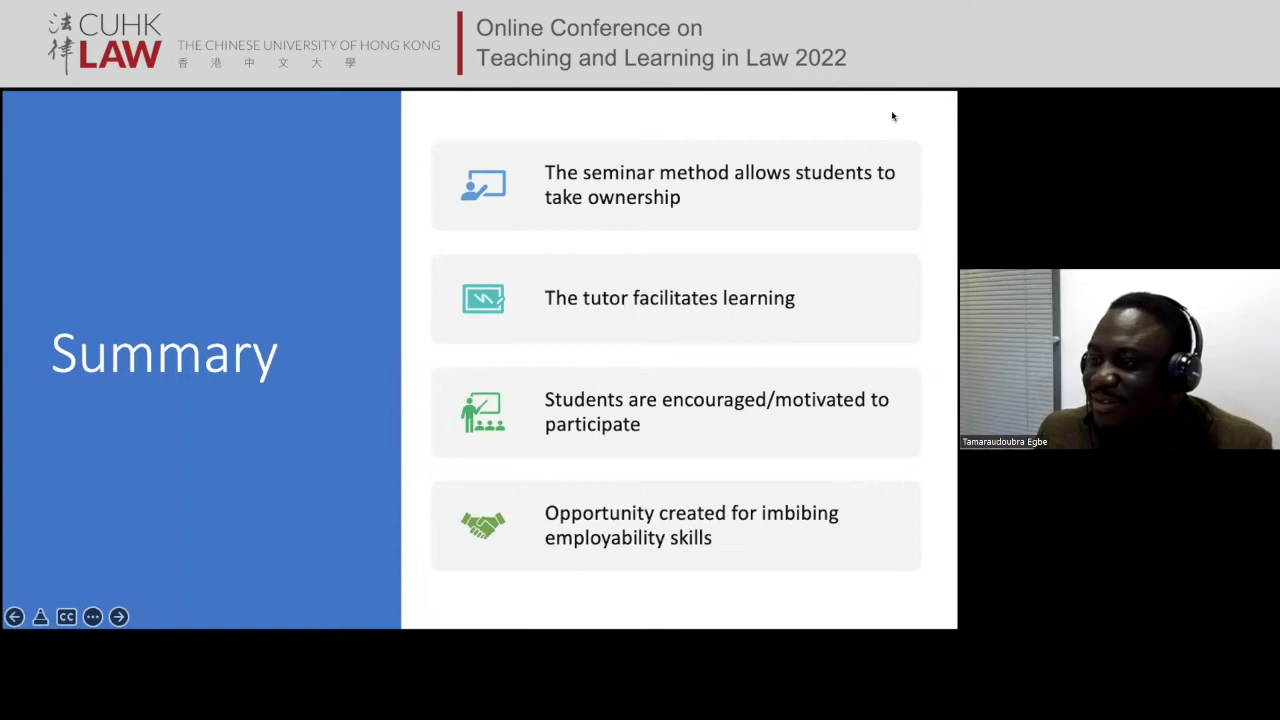 法律
CUHK
LAW
THE CHINESE UNIVERSITY OF HONG KONG
香港中文大學
Online Conference on
Teaching and Learning in Law 2022
Summary
The seminar method allows students to
take ownership
The tutor facilitates learning
Students are encouraged/motivated to
participate
Opportunity created for imbibing
employability skills
CC
Tamaraudoubra Egbe